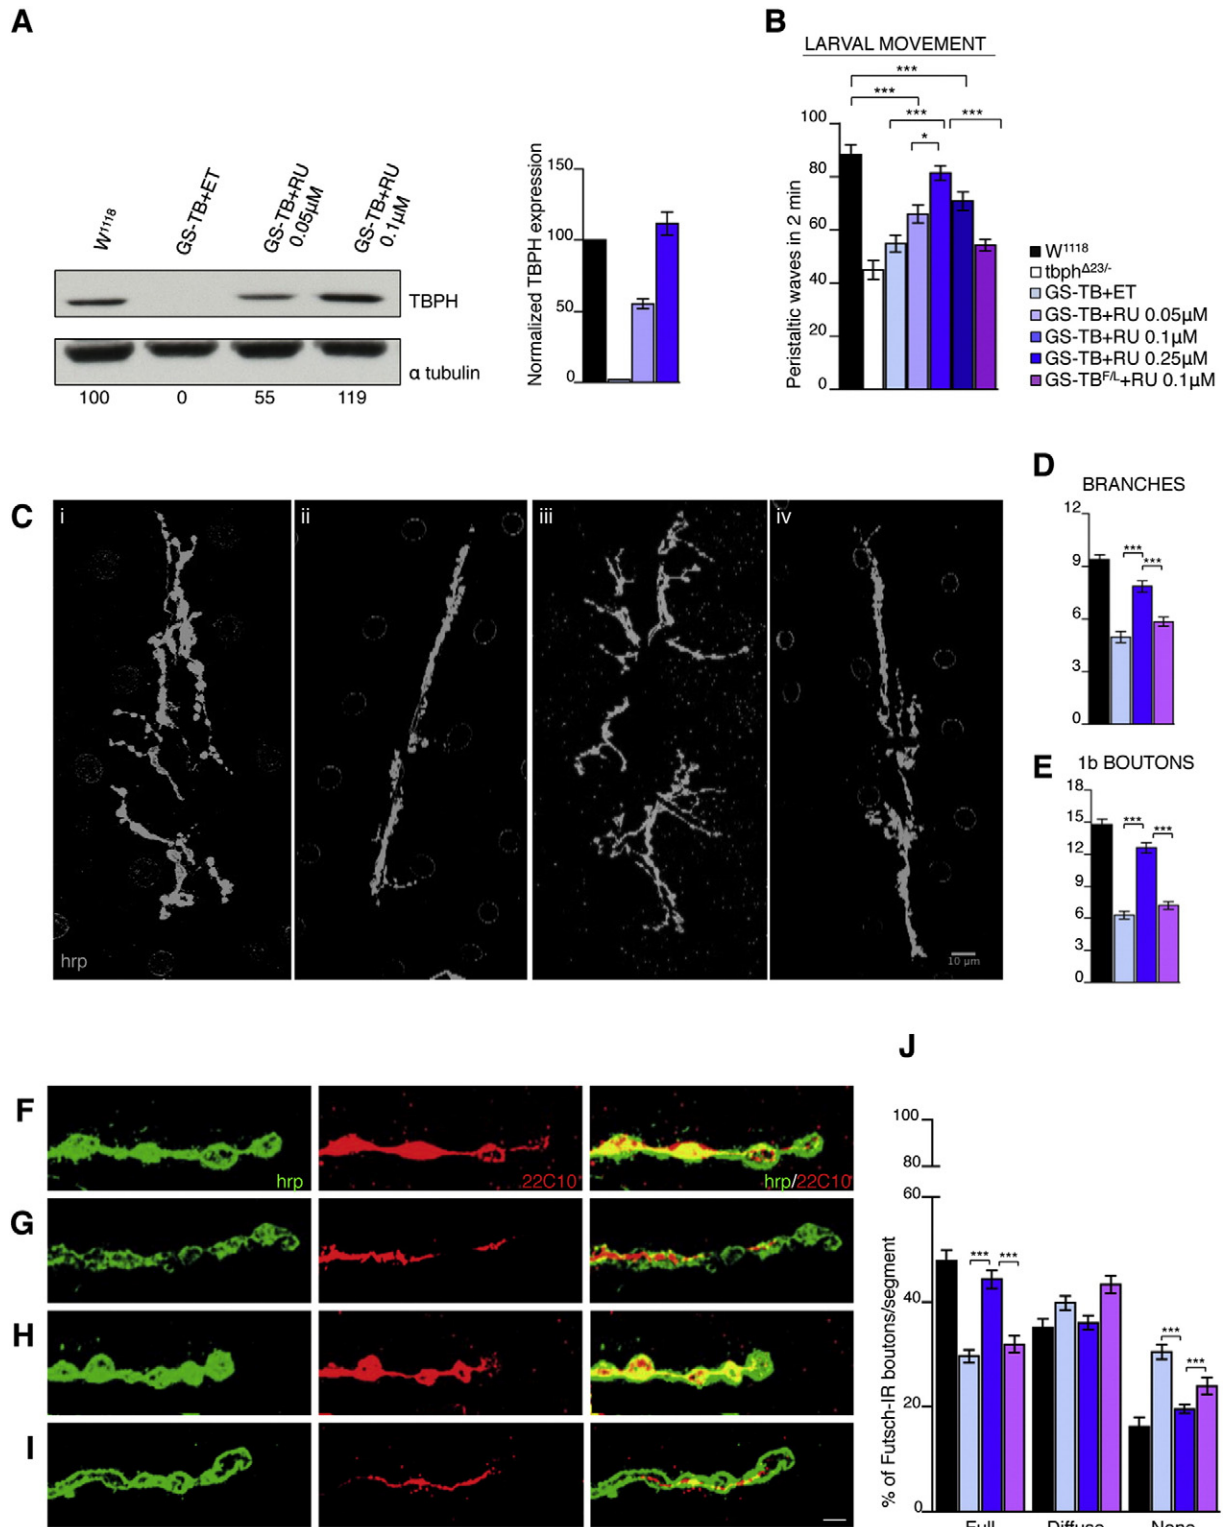 A
W1118
GS-TB+ET
GS-TB+RU
0.05µM
GS-TB+RU
0.1µM
TBPH
α tubulin
100
0
55
119
Normalized TBPH expression
150
100
50
0
B
LARVAL MOVEMENT
***
***
***
***
*
Peristaltic waves in 2 min
100
80
60
40
20
0
W1118
tbphΔ23/-
GS-TB+ET
GS-TB+RU 0.05µM
GS-TB+RU 0.1µM
GS-TB+RU 0.25µM
GS-TBF/L+RU 0.1µM
C
i
ii
iii
iv
hrp
10 µm
D
BRANCHES
12
9
6
3
0
***
***
E
1b BOUTONS
18
15
12
9
6
3
0
***
***
F
hrp
22C10
hrp/22C10
G
H
I
J
% of Futsch-IR boutons/segment
100
80
60
40
20
0
***
***
***
***
Full
Diffuse
None